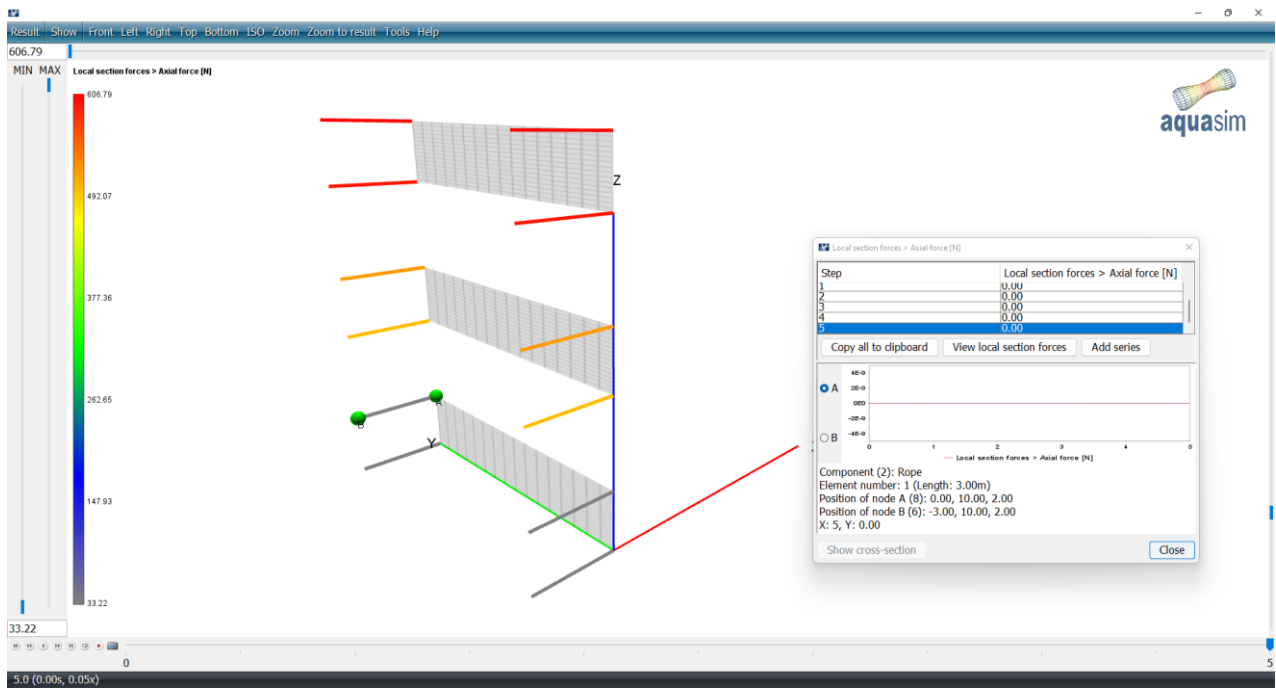 Result Show Front Left Right Top Bottom ISO Zoom Zoom to result Tools Help
606.79
MIN MAX
Local section forces > Axial force [N]
606.79
492.07
377.36
262.65
147.93
33.22
33.22
Z
Y
A
B
aquasim
Local section forces > Axial force [N]
Step Local section forces > Axial force [N]
1 0.00
2 0.00
3 0.00
4 0.00
5 0.00
Copy all to clipboard View local section forces Add series
A
B
4E-9
2E-9
0E0
-2E-9
-4E-9
0 1 2 3 4 5
Local section forces > Axial force [N]
Component (2): Rope
Element number: 1 (Length: 3.00m)
Position of node A (8): 0.00, 10.00, 2.00
Position of node B (6): -3.00, 10.00, 2.00
X: 5, Y: 0.00
Show cross-section Close
0 5
5.0 (0.00s, 0.05x)